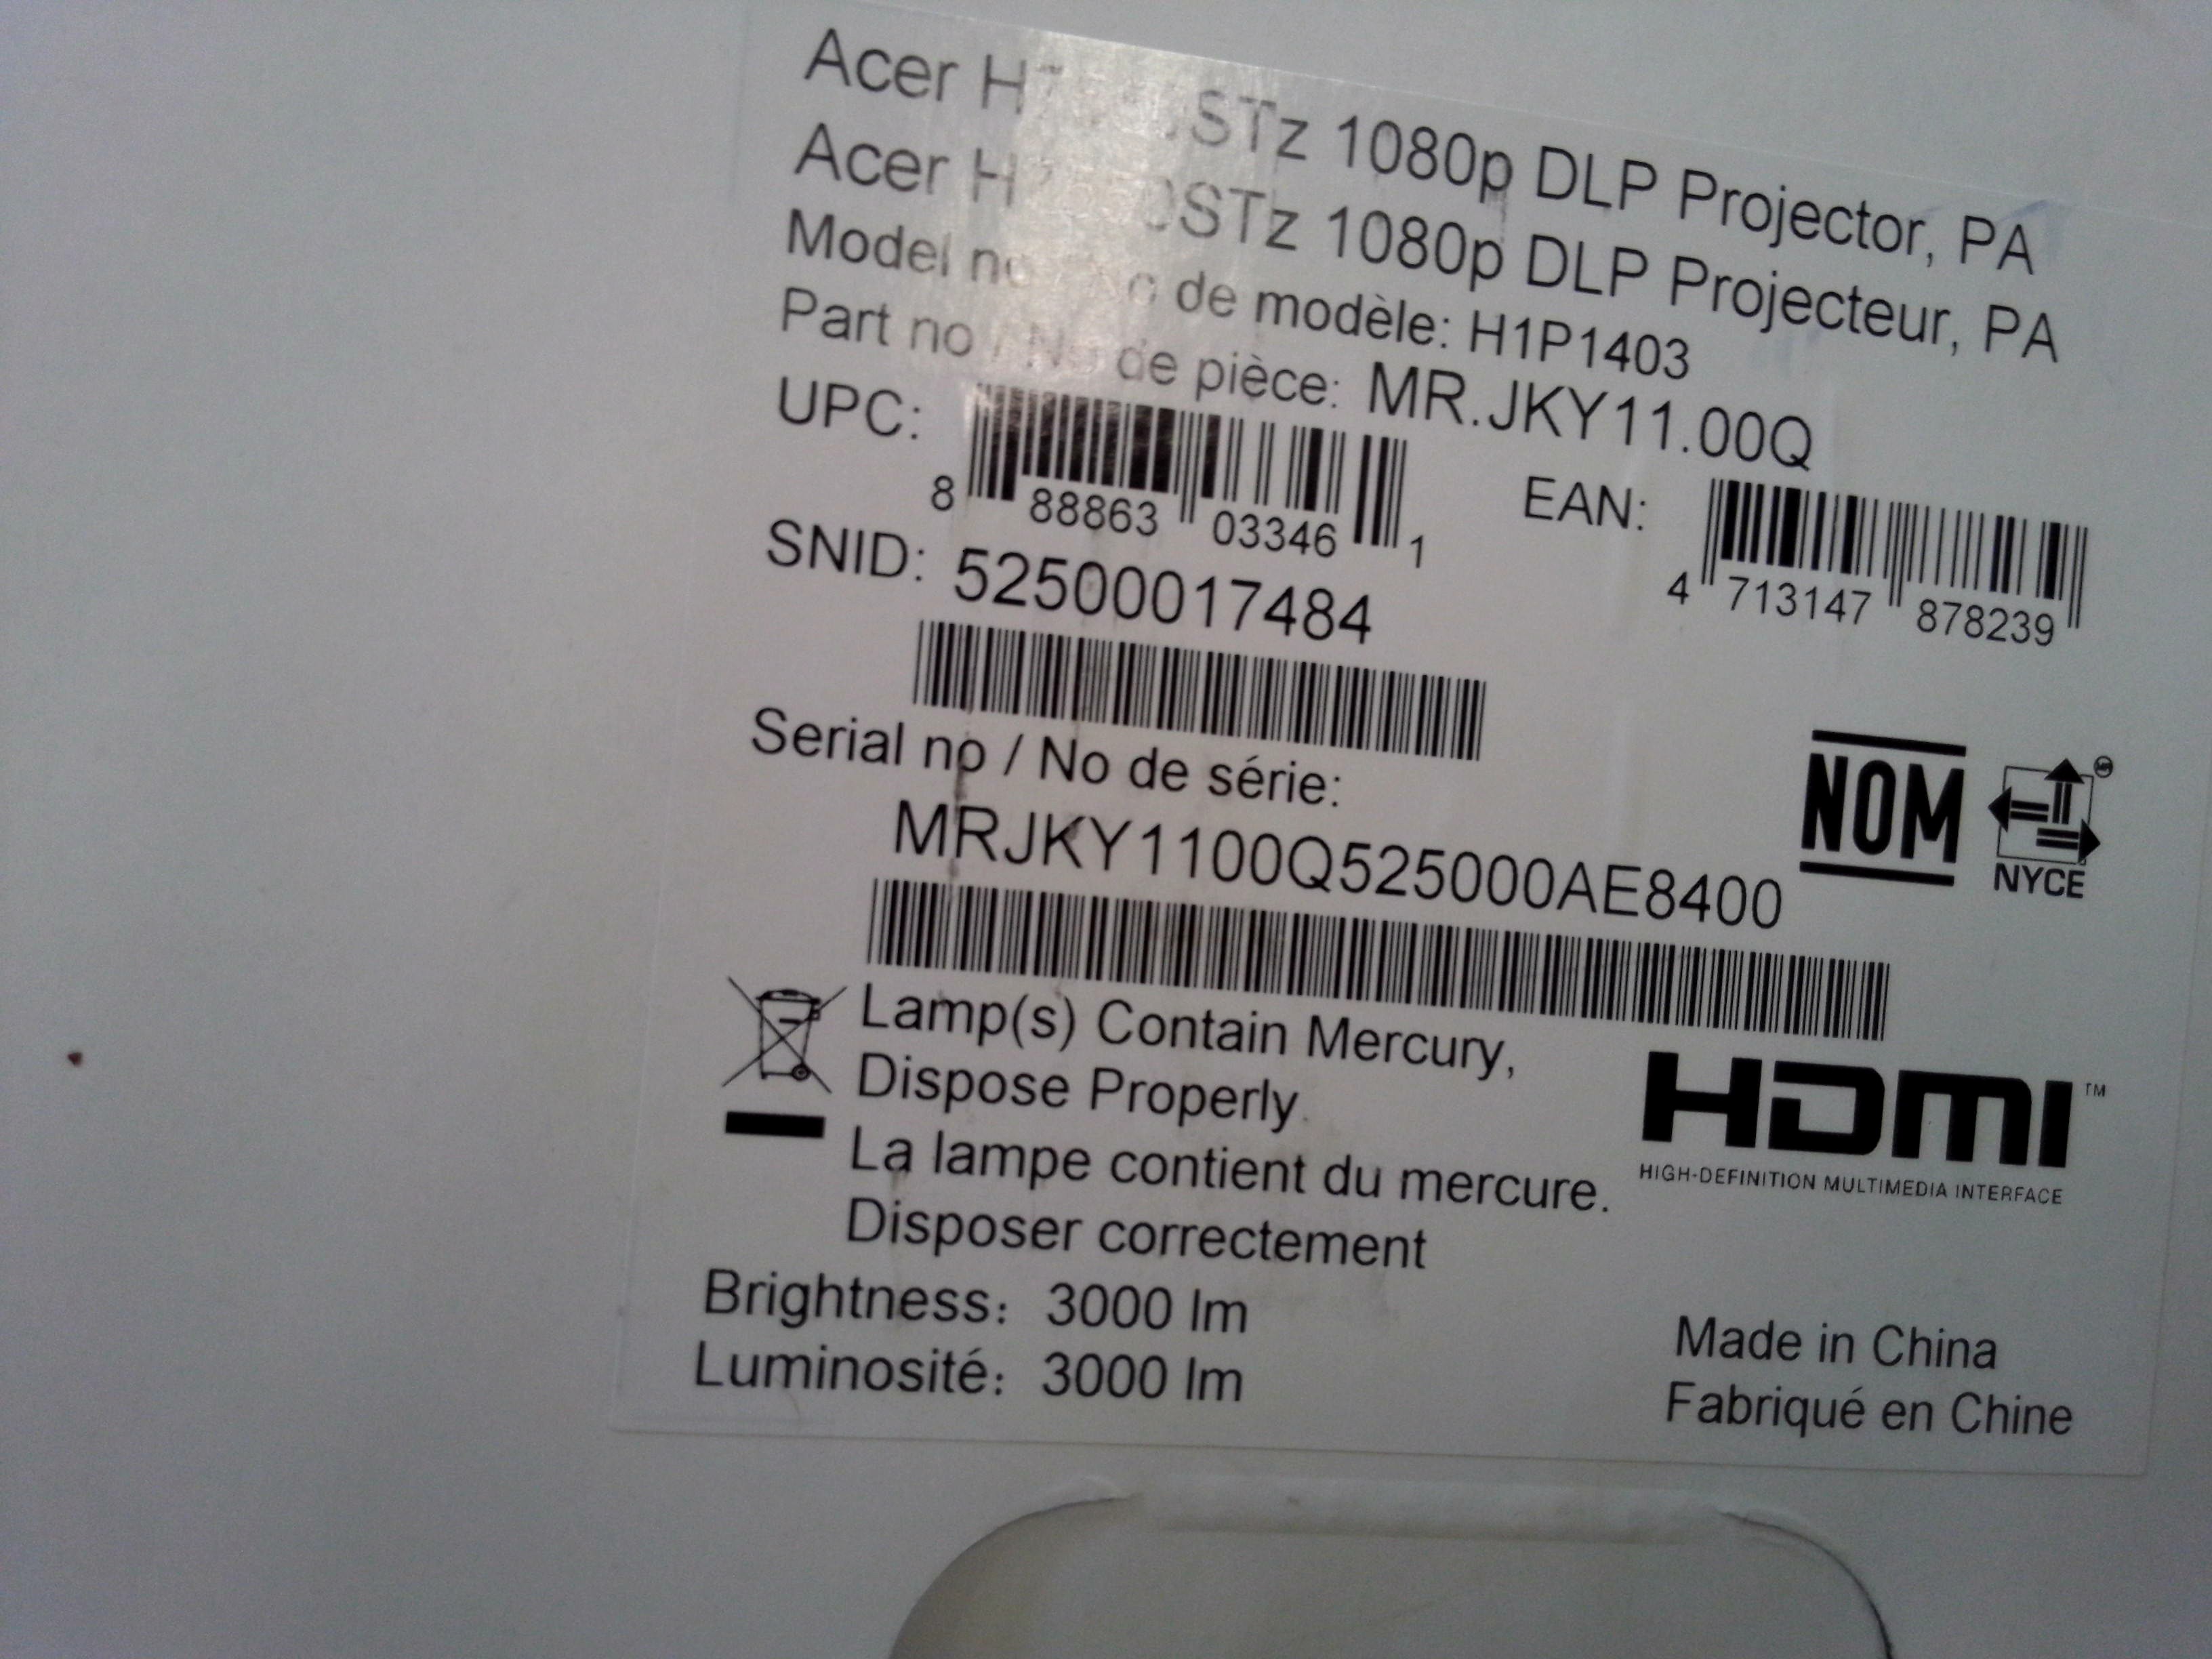 Acer 1080p DLP Projector, PA
Acer 1080p DLP Projecteur, PA
Model de modèle: H1P1403
Part no / No de pièce: MR.JKY11.00Q
UPC:
8 88863 03346 1
EAN:
4 713147 878239
SNID: 52500017484
Serial no / No de série:
MRJKY1100Q525000AE8400
NOM
NYCE
Lamp(s) Contain Mercury,
Dispose Properly.
La lampe contient du mercure.
Disposer correctement
HDMI™
HIGH-DEFINITION MULTIMEDIA INTERFACE
Brightness: 3000 lm
Luminosité: 3000 lm
Made in China
Fabriqué en Chine